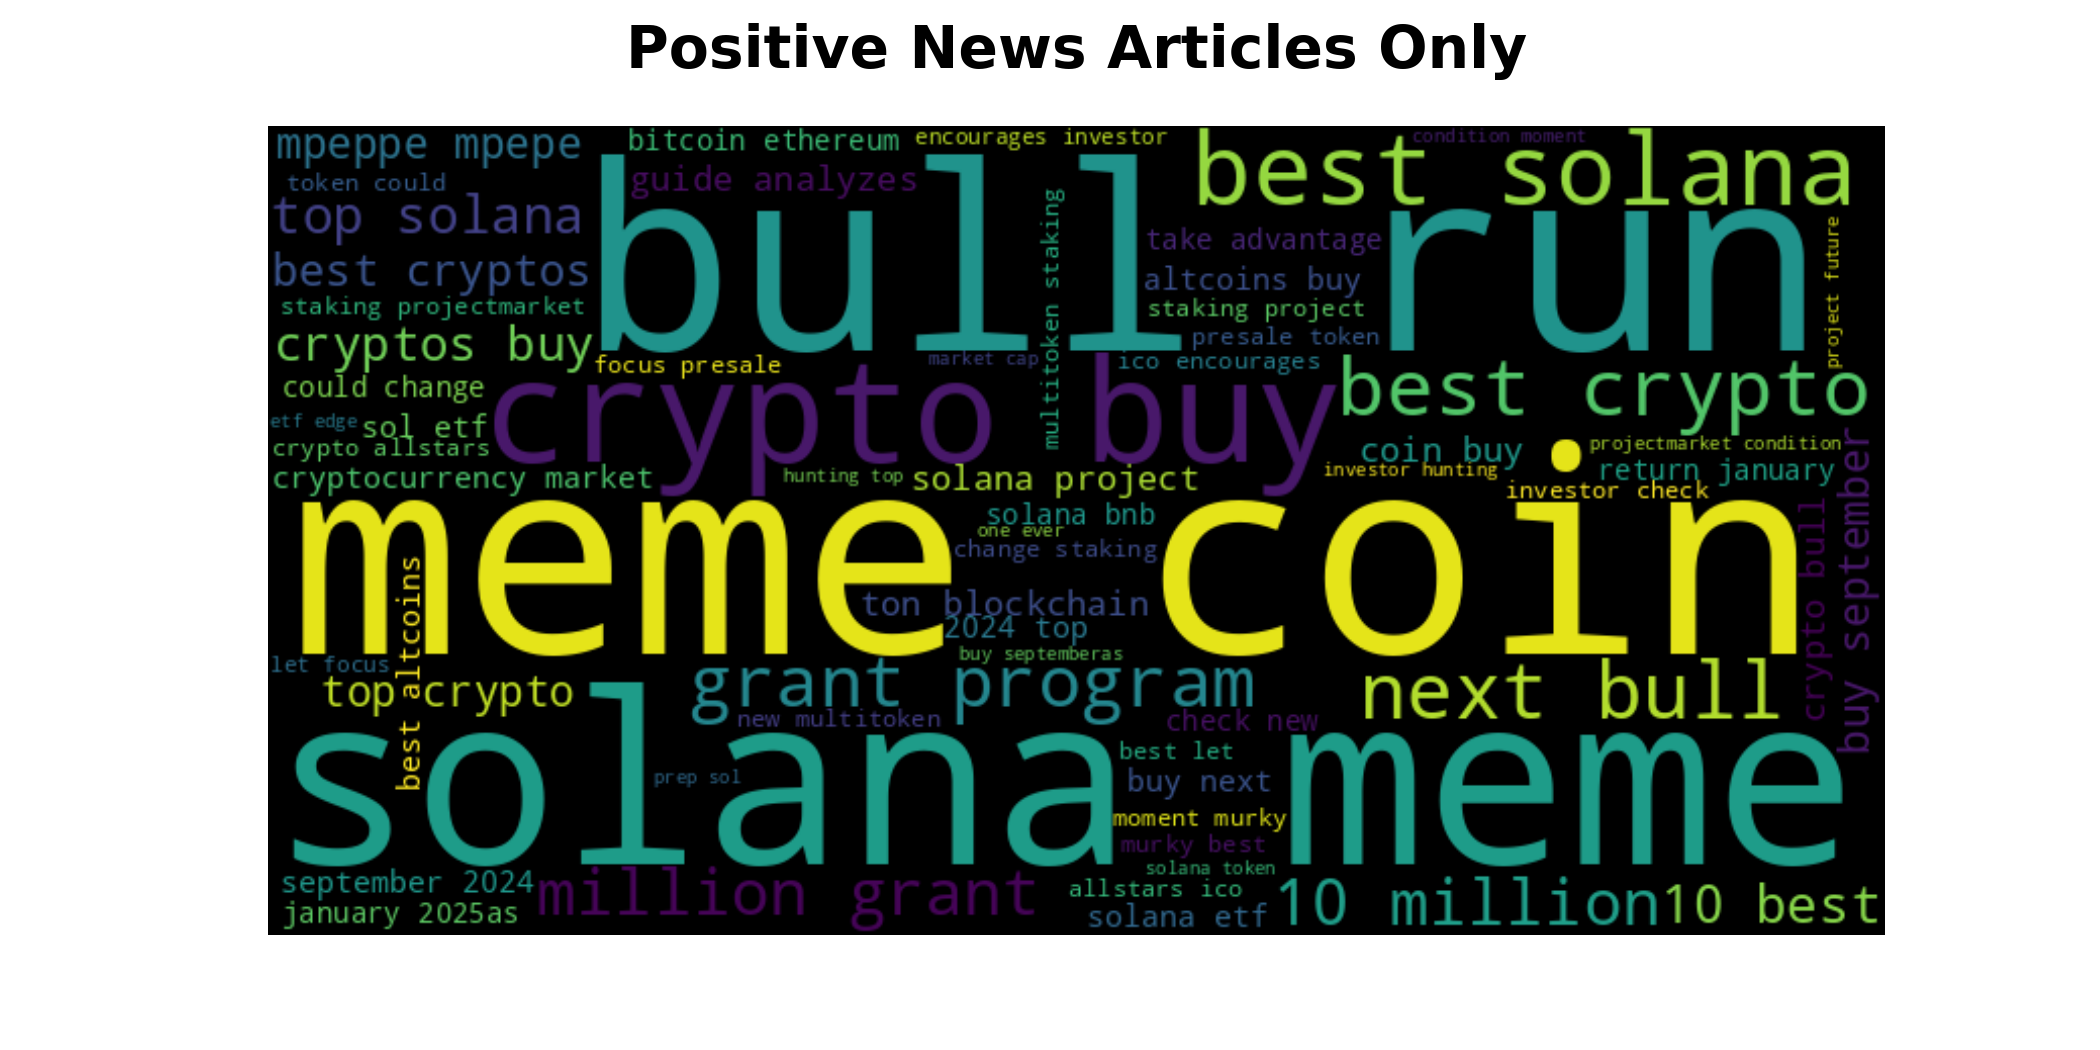 Positive News Articles Only
mpeppe mpepe
bitcoin ethereum
encourages investor
condition moment
best solana
token could
guide analyzes
top solana
bull run
multitoken staking
take advantage
project future
best cryptos
altcoins buy
staking projectmarket
staking project
presale token
cryptos buy
focus presale
market cap
ico encourages
could change
crypto buy
best crypto
etf edge
sol etf
crypto allstars
coin buy
projectmarket condition
cryptocurrency market
hunting top
solana project
investor hunting
return january
investor check
meme coin
solana bnb
one ever
change staking
crypto bull
buy september
best altcoins
ton blockchain
2024 top
buy septemberas
let focus
top crypto
grant program
next bull
new multitoken
check new
solana meme
best let
prep sol
buy next
moment murky
murky best
solana token
september 2024
million grant
allstars ico
10 million
10 best
january 2025as
solana etf